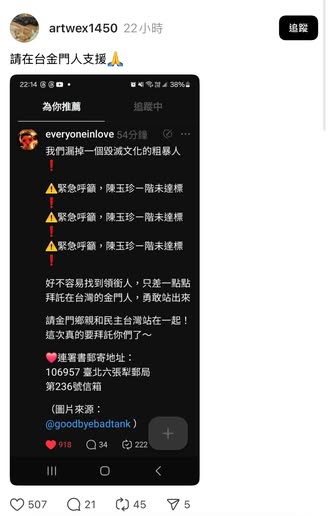 artwex1450 22小時
追蹤
請在台金門人支援🙏
22:14 38%
為你推薦 追蹤中
everyoneinlove 54分鐘
我們漏掉一個毀滅文化的粗暴人
❗
⚠️緊急呼籲，陳玉珍一階未達標
❗
⚠️緊急呼籲，陳玉珍一階未達標
❗
⚠️緊急呼籲，陳玉珍一階未達標
❗
好不容易找到領銜人，只差一點點
拜託在台灣的金門人，勇敢站出來
請金門鄉親和民主台灣站在一起！
這次真的要拜託你們了～
❤️連署書郵寄地址：
106957 臺北六張犁郵局
第236號信箱
（圖片來源：
@goodbyebadtank ）
918 34 222
507 21 45 5